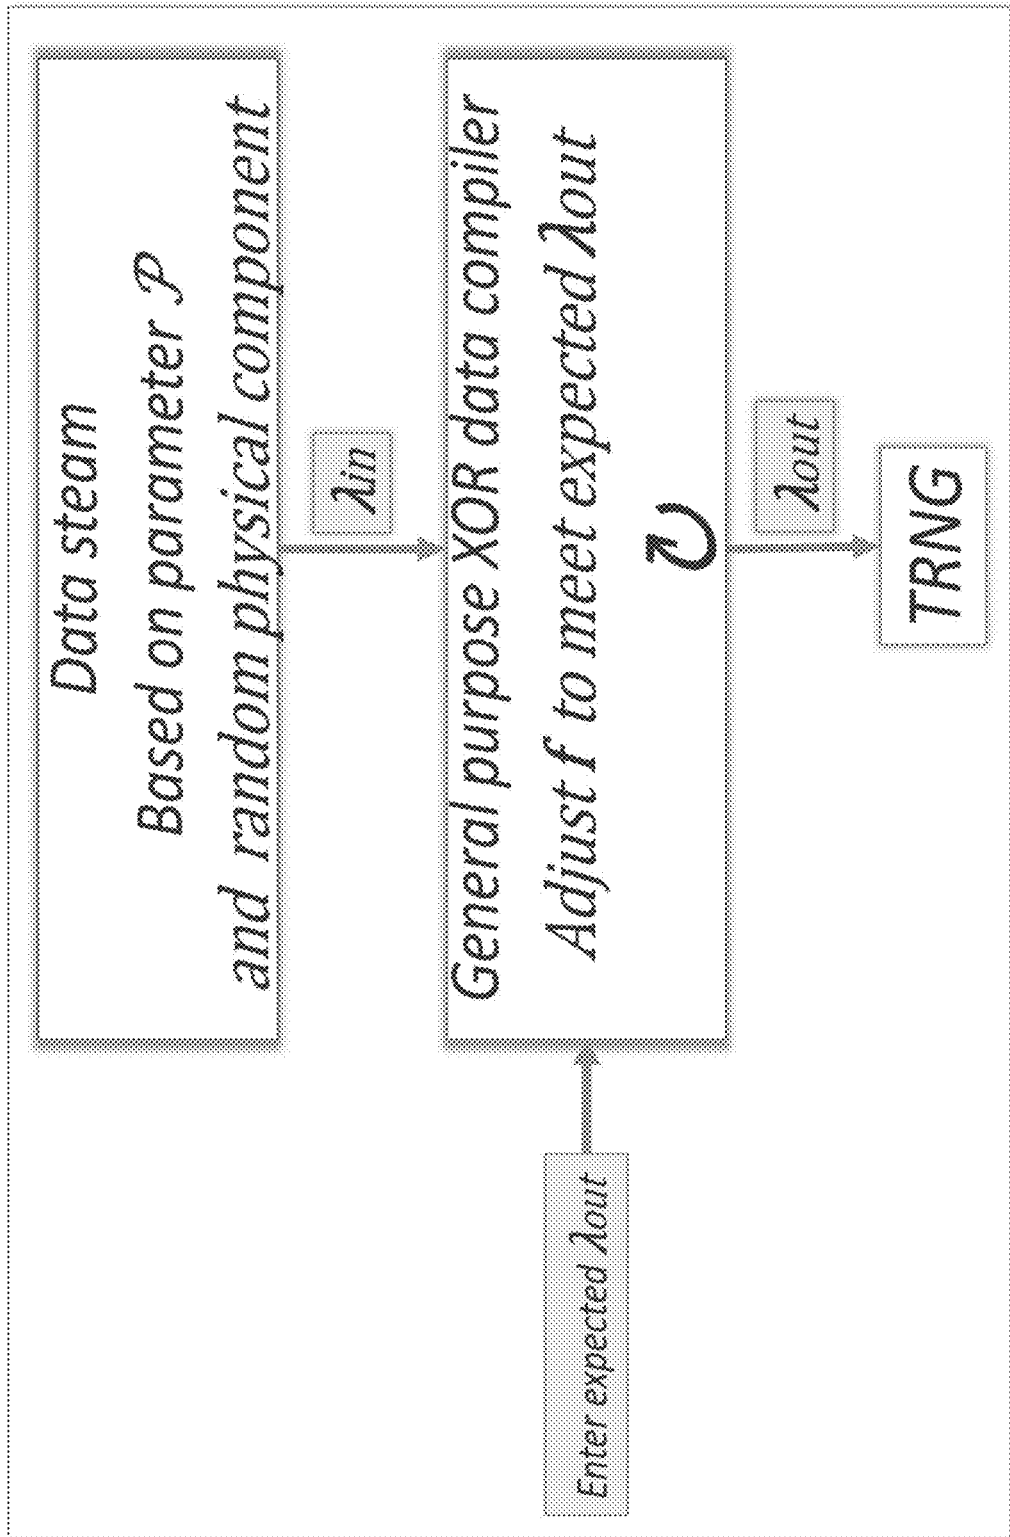 Data steam
Based on parameter 𝒫
and random physical component
λin
General purpose XOR data compiler
Adjust f to meet expected λout
Enter expected λout
λout
TRNG